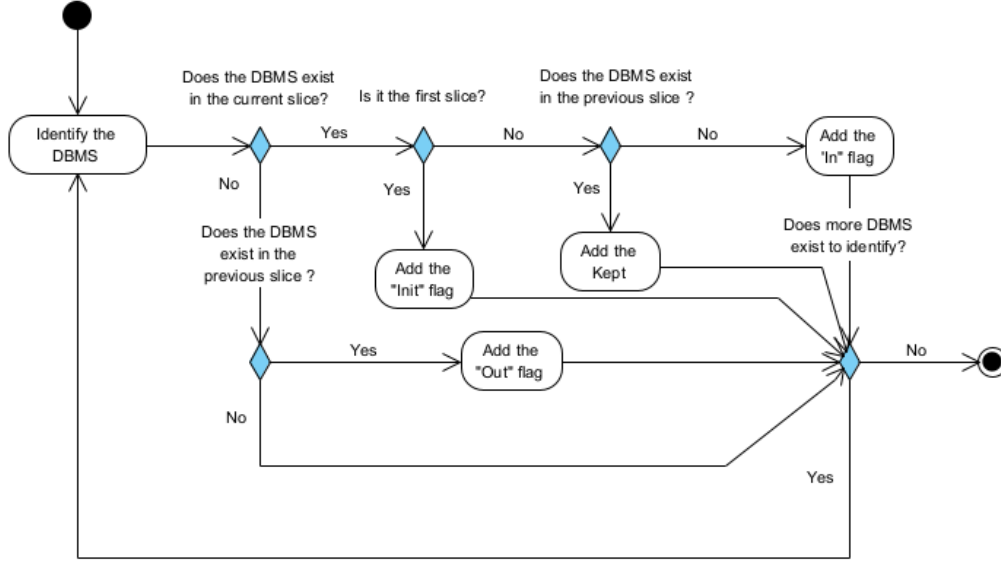 Does the DBMS exist
in the current slice?
Is it the first slice?
Does the DBMS exist
in the previous slice ?
Identify the
DBMS
Yes
No
No
Add the
"In" flag
No
Yes
Yes
Does the DBMS
exist in the
previous slice ?
Add the
"Init" flag
Add the
Kept
Does more DBMS
exist to identify?
Yes
Add the
"Out" flag
No
No
Yes